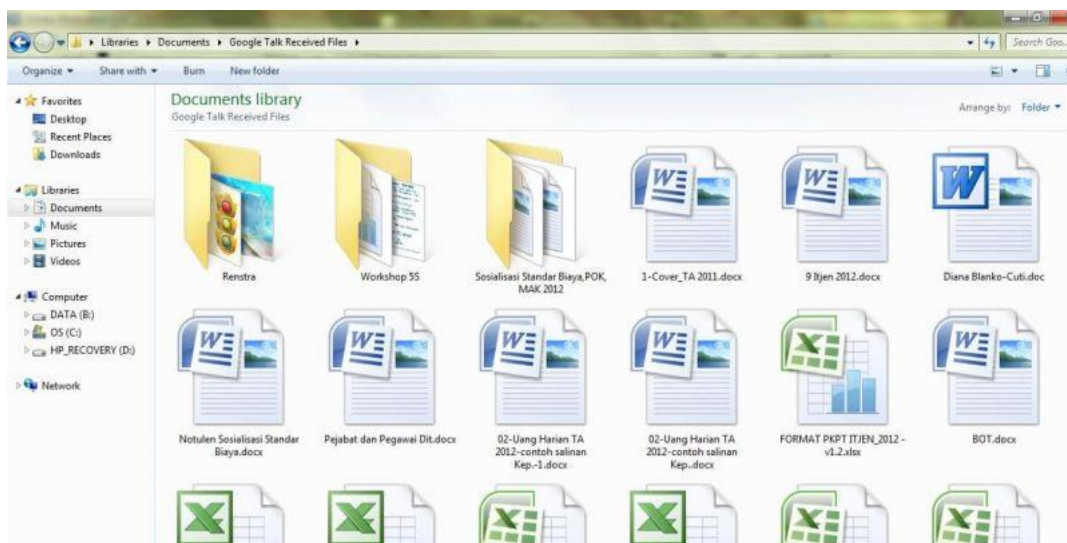 Libraries ▸ Documents ▸ Google Talk Received Files ▸
Search Goo...
Organize Share with Burn New folder
Favorites
Desktop
Recent Places
Downloads
Libraries
Documents
Music
Pictures
Videos
Computer
DATA (B:)
OS (C:)
HP_RECOVERY (D:)
Network
Documents library
Google Talk Received Files
Arrange by: Folder
Renstra
Workshop 5S
Sosialisasi Standar Biaya,POK,
MAK 2012
1-Cover_TA 2011.docx
9 Itjen 2012.docx
Diana Blanko-Cuti.doc
Notulen Sosialisasi Standar
Biaya.docx
Pejabat dan Pegawai Dit.docx
02-Uang Harian TA
2012-contoh salinan
Kep.-1.docx
02-Uang Harian TA
2012-contoh salinan
Kep..docx
FORMAT PKPT ITJEN_2012 -
v1.2.xlsx
BOT.docx